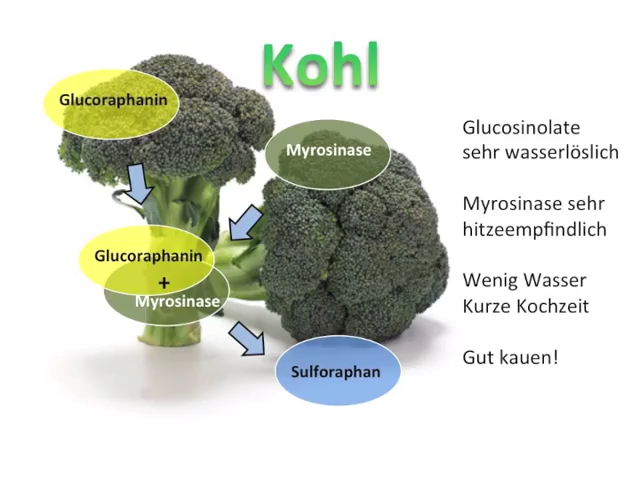 Kohl
Glucoraphanin
Myrosinase
Glucoraphanin
+
Myrosinase
Sulforaphan
Glucosinolate
sehr wasserlöslich
Myrosinase sehr
hitzeempfindlich
Wenig Wasser
Kurze Kochzeit
Gut kauen!